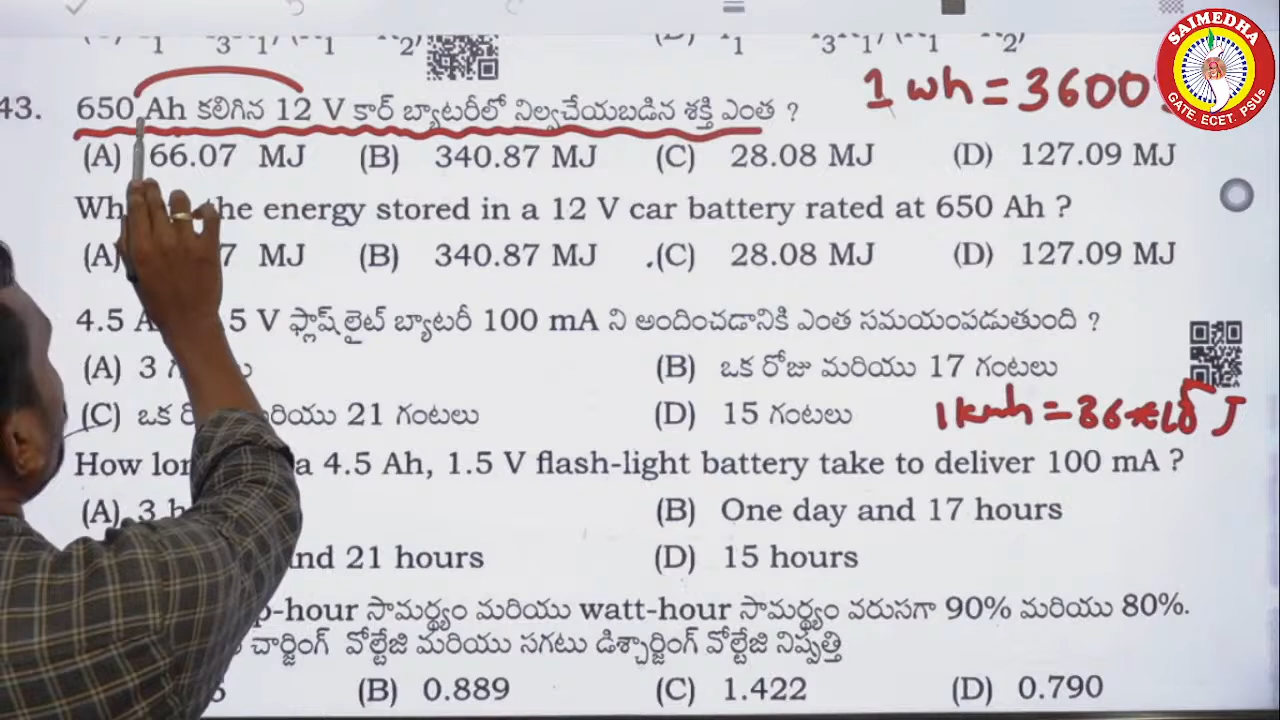 43. 650 Ah కలిగిన 12 V కార్ బ్యాటరీలో నిల్వచేయబడిన శక్తి ఎంత ?
1 wh = 3600
SAIMEDHA
GATE. ECET. PSUs
(A) 66.07 MJ (B) 340.87 MJ (C) 28.08 MJ (D) 127.09 MJ
the energy stored in a 12 V car battery rated at 650 Ah ?
(A) 7 MJ (B) 340.87 MJ .(C) 28.08 MJ (D) 127.09 MJ
4.5 5 V ఫ్లాష్ లైట్ బ్యాటరీ 100 mA ని అందించడానికి ఎంత సమయంపడుతుంది ?
(A) 3 (B) ఒక రోజు మరియు 17 గంటలు
(C) ఒక 21 గంటలు (D) 15 గంటలు
1 kwh = 36 × 10 J
How a 4.5 Ah, 1.5 V flash-light battery take to deliver 100 mA ?
(A) 3 (B) One day and 17 hours
21 hours (D) 15 hours
-hour సామర్థ్యం మరియు watt-hour సామర్థ్యం వరుసగా 90% మరియు 80%.
చార్జింగ్ వోల్టేజి మరియు సగటు డిశ్చార్జింగ్ వోల్టేజి నిష్పత్తి
(B) 0.889 (C) 1.422 (D) 0.790